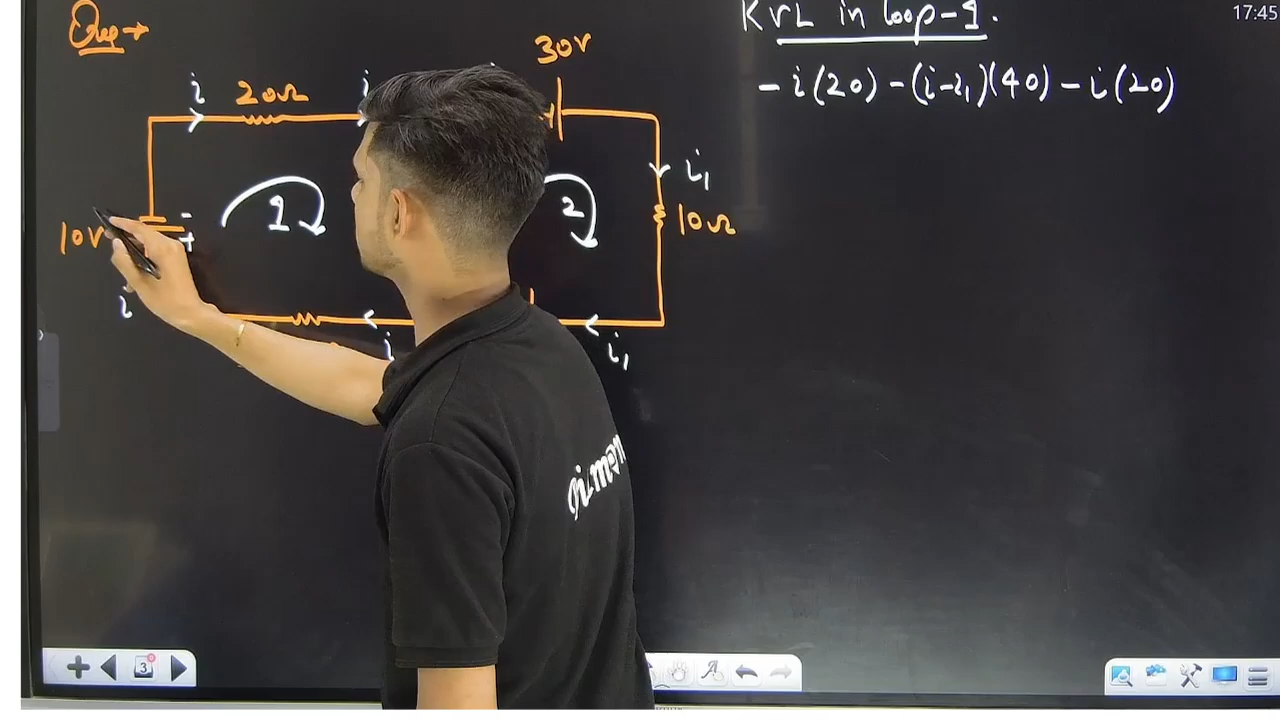 Que →
KVL in loop-1.
17:45
- i(20) - (i-i₁)(40) - i(20)
30V
i
20Ω
i
i₁
10Ω
1
2
-
+
10V
i
i
i₁
3